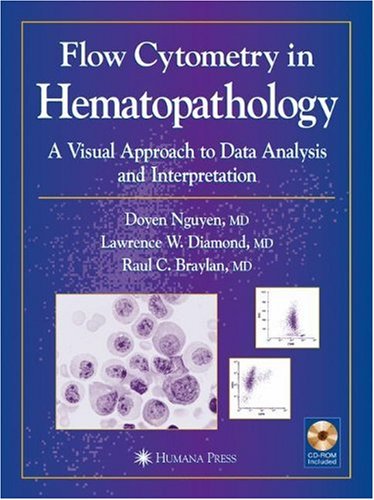 Flow Cytometry in
Hematopathology
A Visual Approach to Data Analysis
and Interpretation
Doyen Nguyen, MD
Lawrence W. Diamond, MD
Raul C. Braylan, MD
CD-ROM
Included
HUMANA PRESS